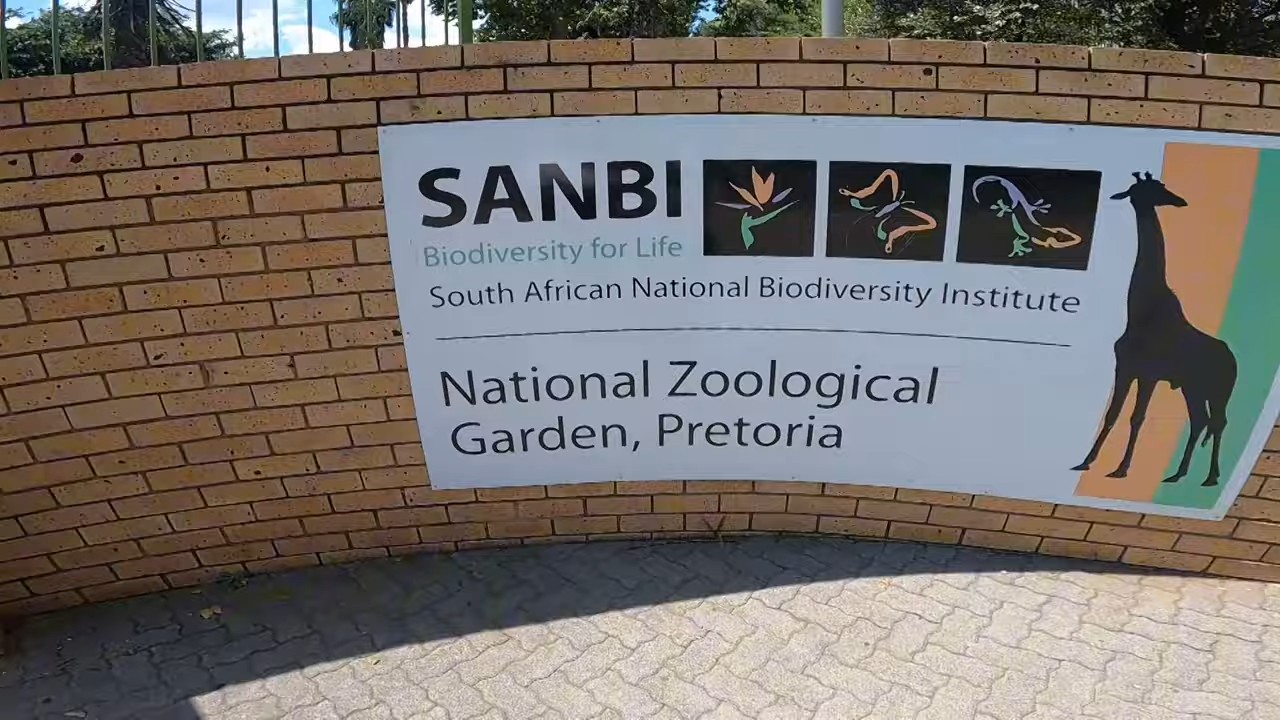 SANBI
Biodiversity for Life
South African National Biodiversity Institute
National Zoological
Garden, Pretoria